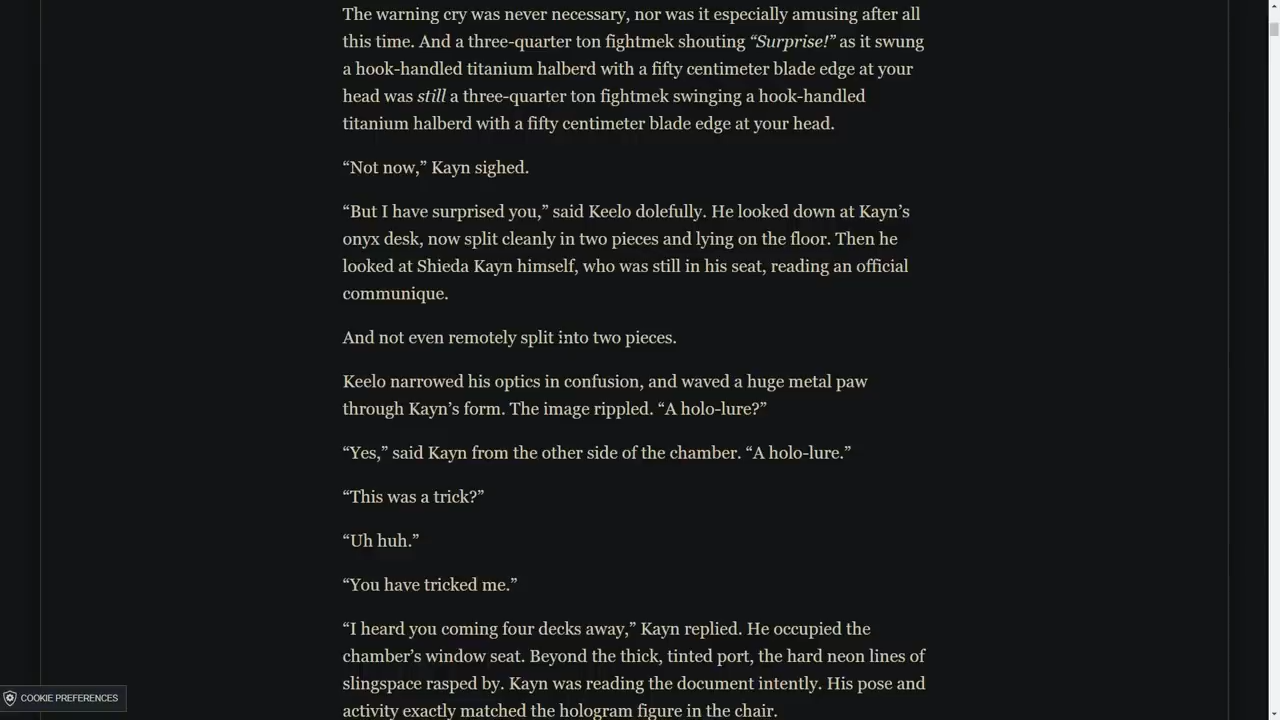 The warning cry was never necessary, nor was it especially amusing after all
this time. And a three-quarter ton fightmek shouting “Surprise!” as it swung
a hook-handled titanium halberd with a fifty centimeter blade edge at your
head was still a three-quarter ton fightmek swinging a hook-handled
titanium halberd with a fifty centimeter blade edge at your head.
“Not now,” Kayn sighed.
“But I have surprised you,” said Keelo dolefully. He looked down at Kayn’s
onyx desk, now split cleanly in two pieces and lying on the floor. Then he
looked at Shieda Kayn himself, who was still in his seat, reading an official
communique.
And not even remotely split into two pieces.
Keelo narrowed his optics in confusion, and waved a huge metal paw
through Kayn’s form. The image rippled. “A holo-lure?”
“Yes,” said Kayn from the other side of the chamber. “A holo-lure.”
“This was a trick?”
“Uh huh.”
“You have tricked me.”
“I heard you coming four decks away,” Kayn replied. He occupied the
chamber’s window seat. Beyond the thick, tinted port, the hard neon lines of
slingspace rasped by. Kayn was reading the document intently. His pose and
activity exactly matched the hologram figure in the chair.
COOKIE PREFERENCES